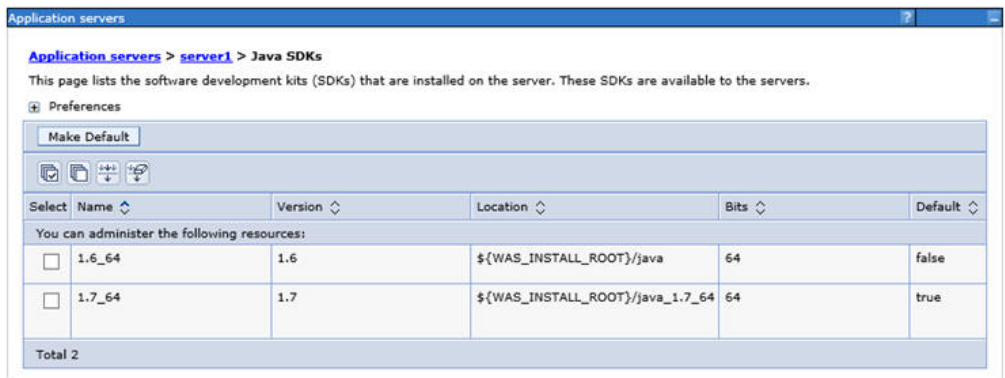 Application servers ? –
Application servers > server1 > Java SDKs
This page lists the software development kits (SDKs) that are installed on the server. These SDKs are available to the servers.
+ Preferences
Make Default
Select Name Version Location Bits Default
You can administer the following resources:
1.6_64 1.6 ${WAS_INSTALL_ROOT}/java 64 false
1.7_64 1.7 ${WAS_INSTALL_ROOT}/java_1.7_64 64 true
Total 2